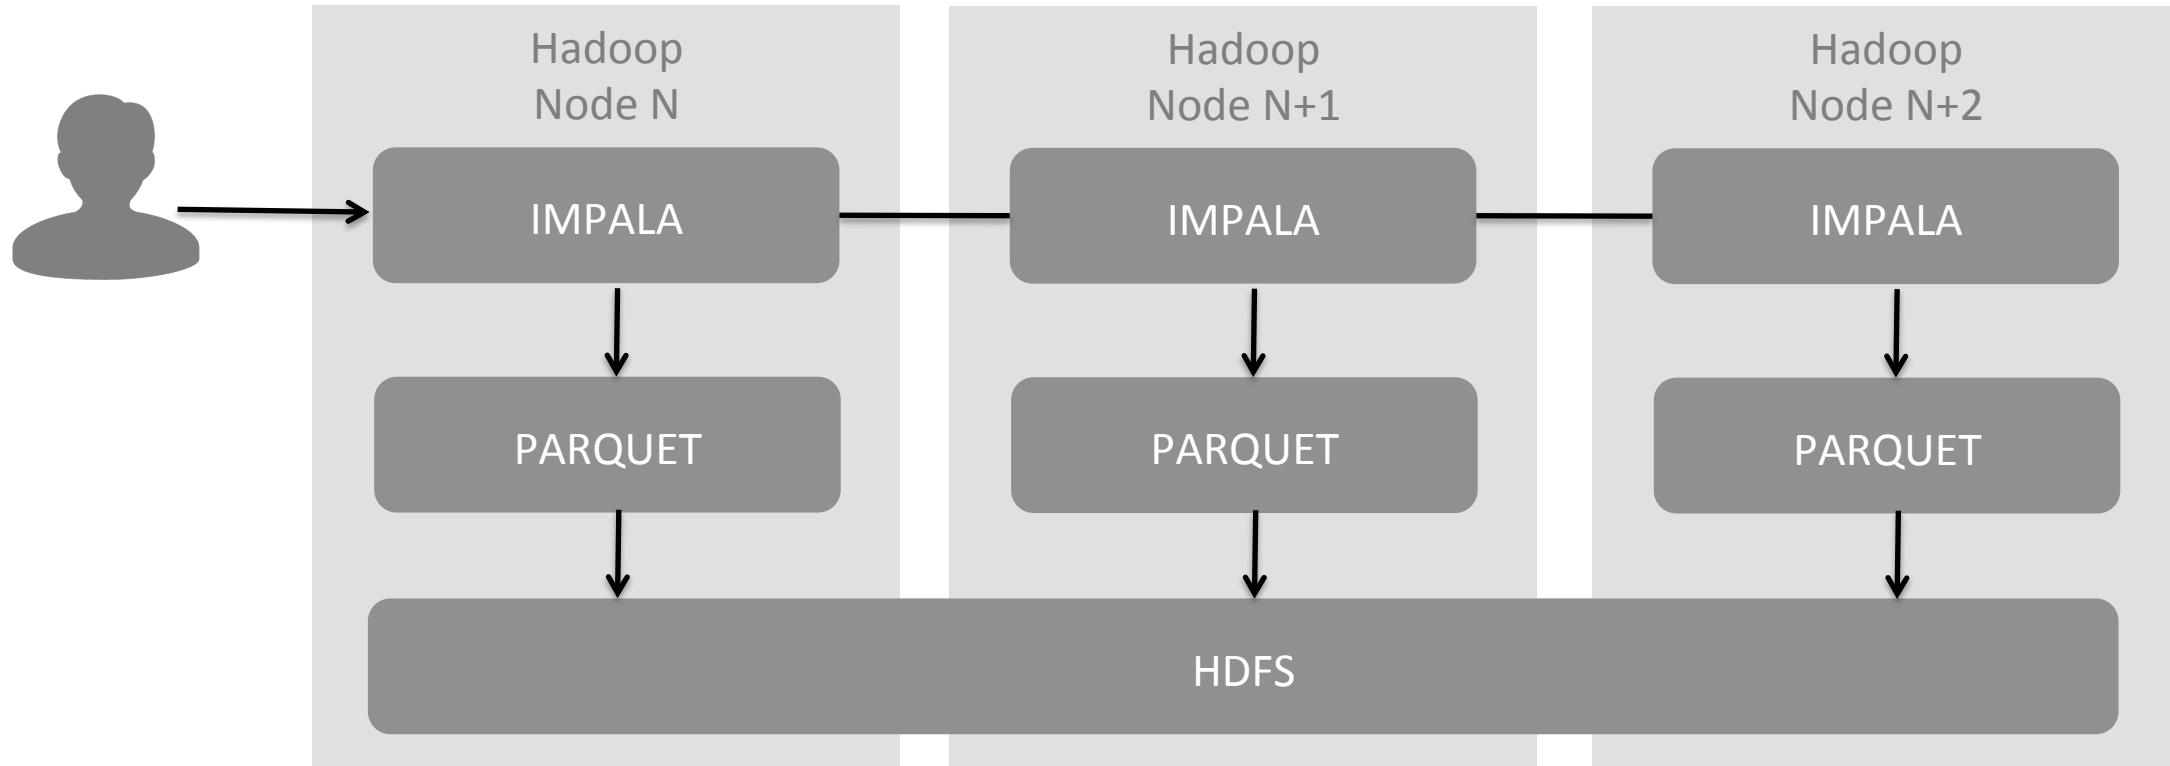 Hadoop
Node N
Hadoop
Node N+1
Hadoop
Node N+2
IMPALA
IMPALA
IMPALA
PARQUET
PARQUET
PARQUET
HDFS